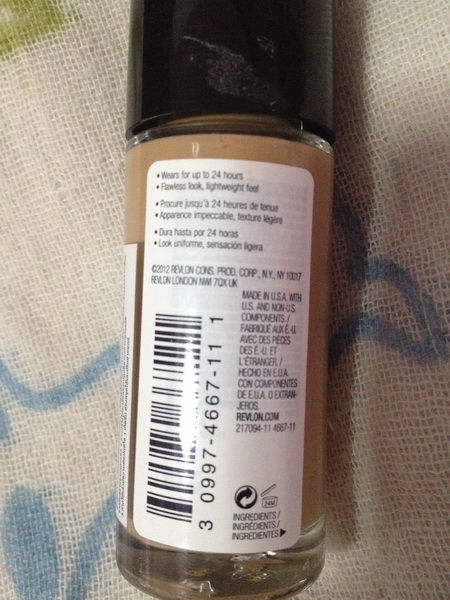 • Wears for up to 24 hours
• Flawless look, lightweight feel
• Procure jusqu'à 24 heures de tenue
• Apparence impeccable, texture légère
• Dura hasta por 24 horas
• Look uniforme, sensación ligera
©2012 REVLON CONS. PROD. CORP., N.Y., NY 10017
REVLON LONDON NWI 7QX UK
MADE IN U.S.A. WITH
U.S. AND NON-U.S.
COMPONENTS /
FABRIQUÉ AUX É.-U.
AVEC DES PIÈCES
DES É.-U. ET
L'ÉTRANGER. /
HECHO EN E.U.A.
CON COMPONENTES
DE E.U.A. O EXTRAN-
JEROS.
REVLON.COM
217094-11 4667-11
3 0997-4667-11 1
24M
INGREDIENTS /
INGRÉDIENTS /
INGREDIENTES